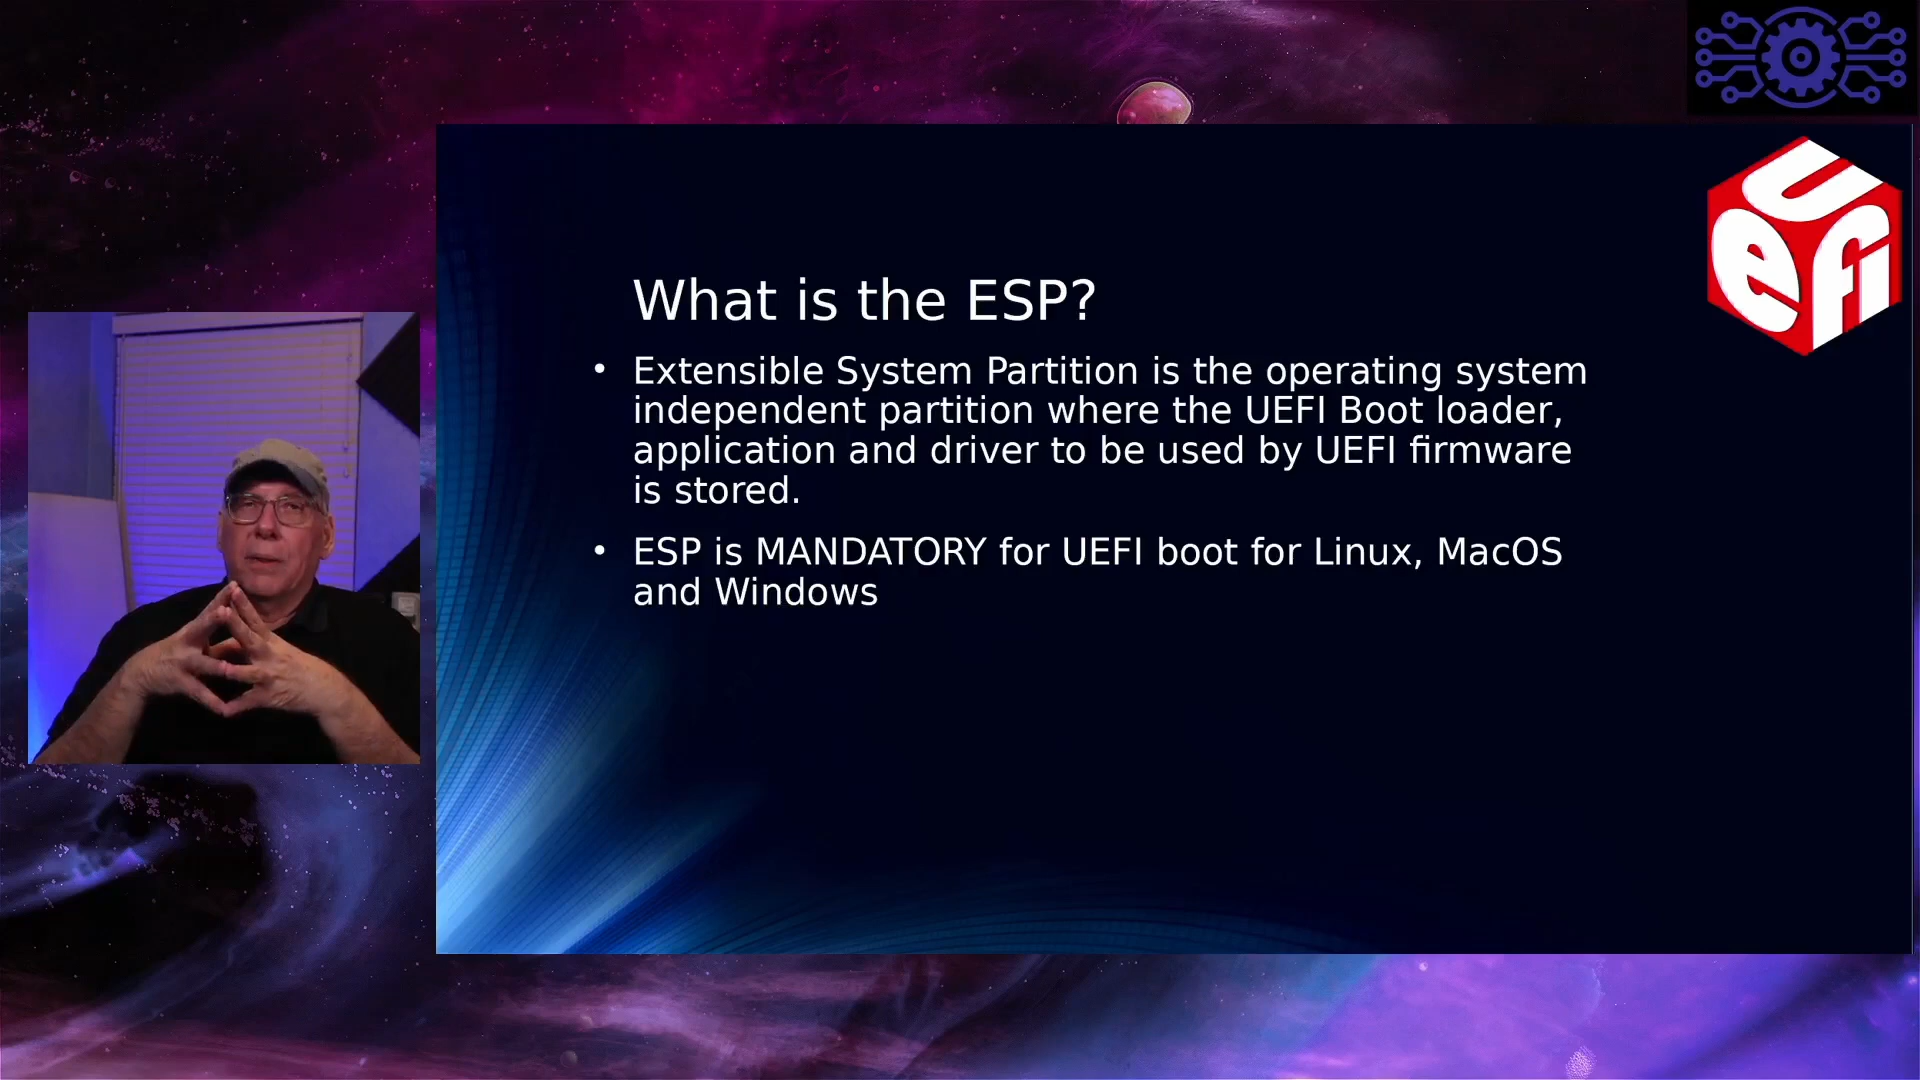 uefi
What is the ESP?
• Extensible System Partition is the operating system
independent partition where the UEFI Boot loader,
application and driver to be used by UEFI firmware
is stored.
• ESP is MANDATORY for UEFI boot for Linux, MacOS
and Windows